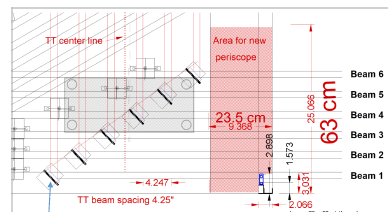 TT center line
Area for new
periscope
Beam 6
Beam 5
Beam 4
Beam 3
Beam 2
Beam 1
23.5 cm
9.368
25.066
63 cm
2.898
1.573
3.031
4.247
TT beam spacing 4.25"
2.066